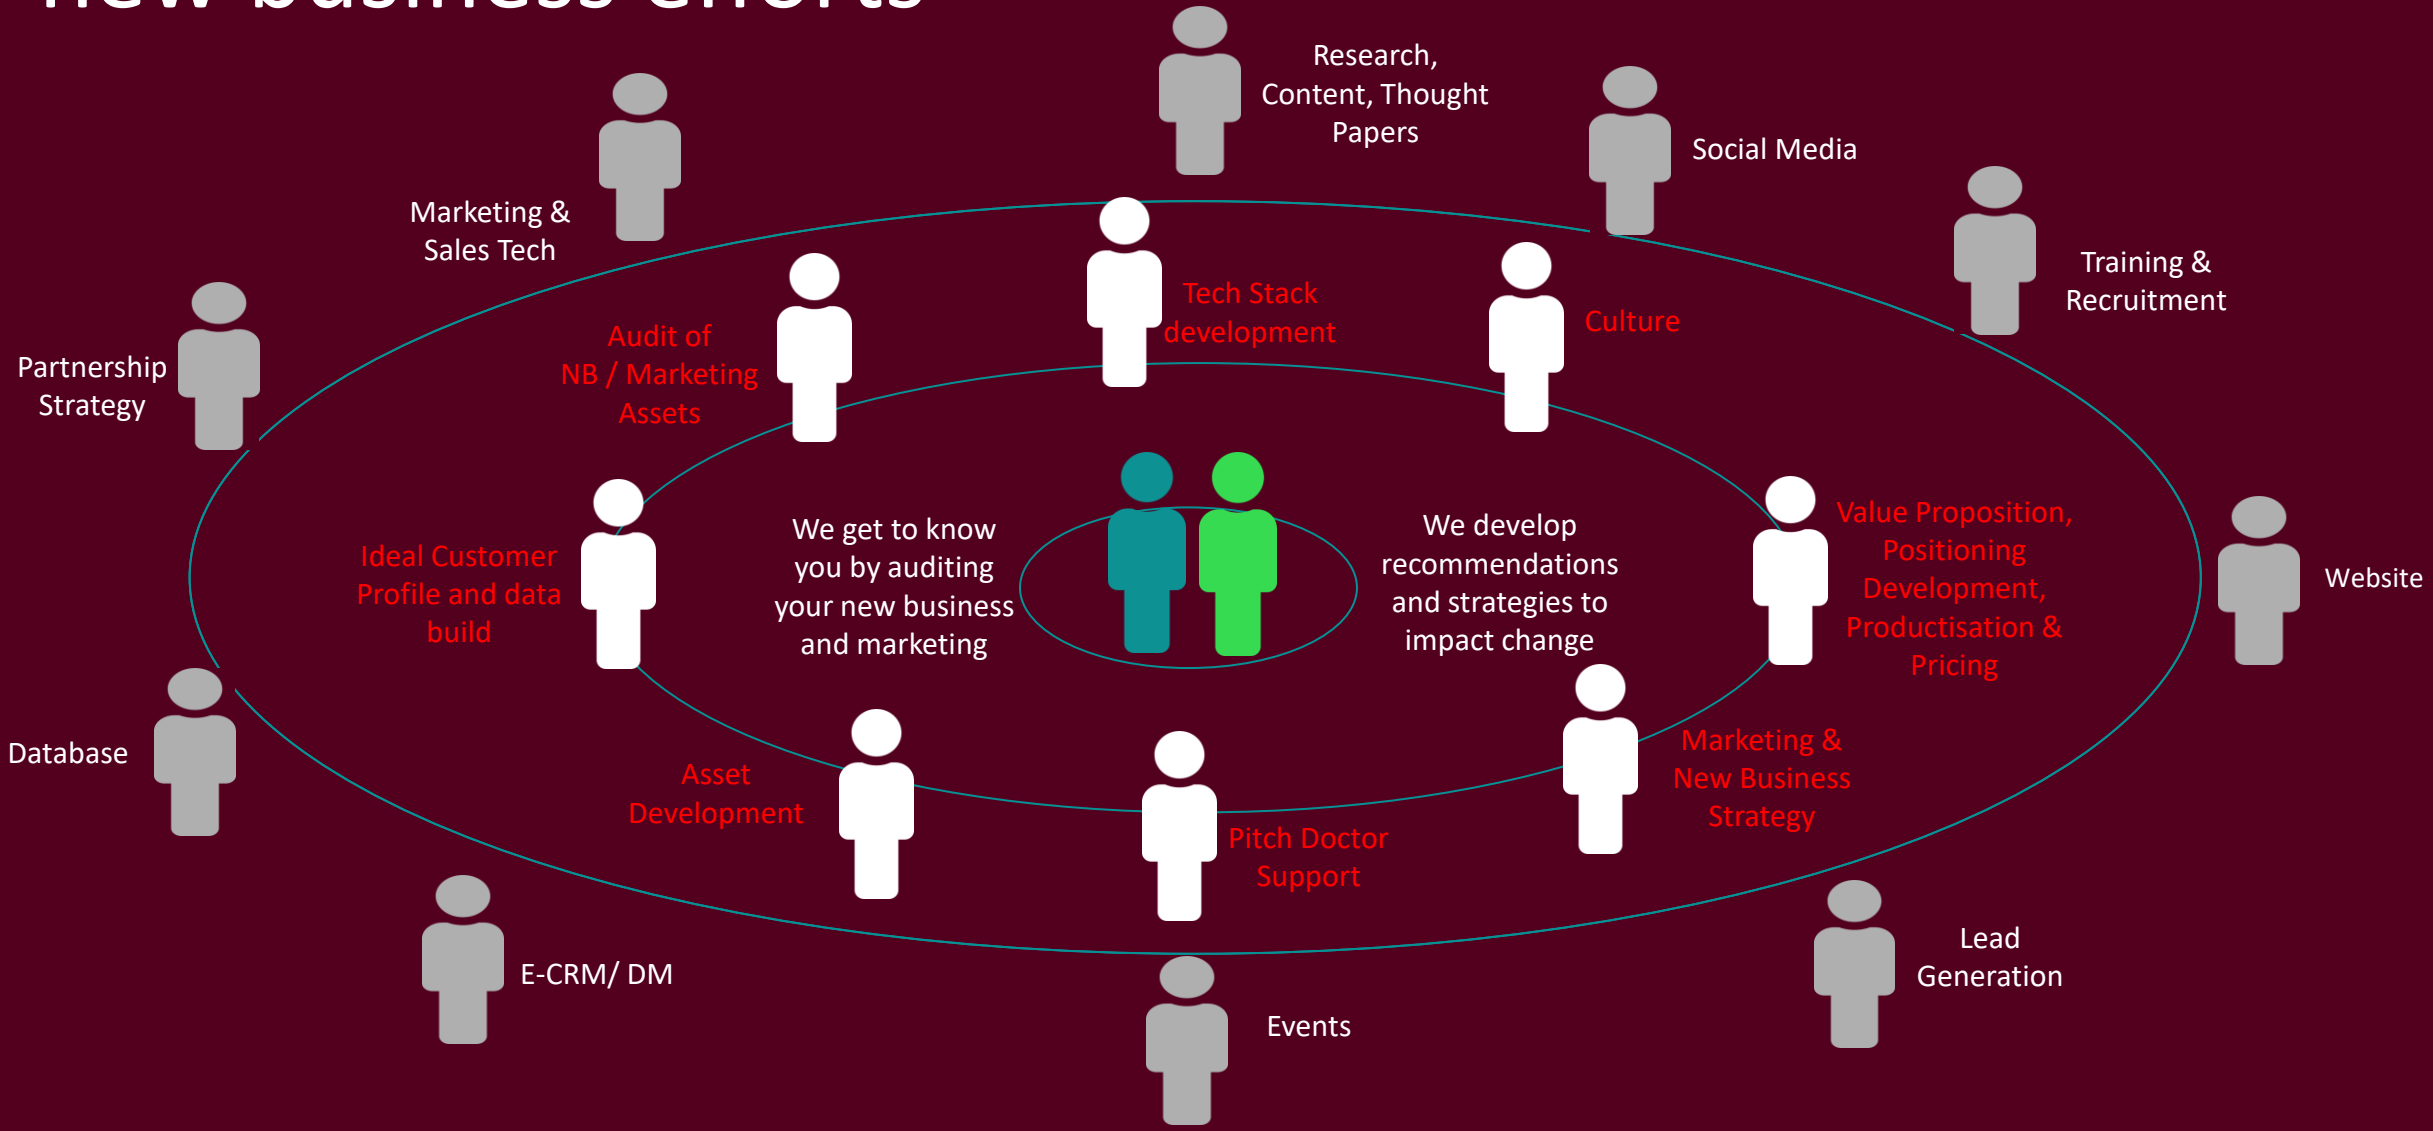 new business efforts
Research,
Content, Thought
Papers
Social Media
Marketing &
Sales Tech
Training &
Recruitment
Partnership
Strategy
Tech Stack
development
Culture
Audit of
NB / Marketing
Assets
We get to know
you by auditing
your new business
and marketing
We develop
recommendations
and strategies to
impact change
Value Proposition,
Positioning
Development,
Productisation &
Pricing
Ideal Customer
Profile and data
build
Website
Database
Asset
Development
Pitch Doctor
Support
Marketing &
New Business
Strategy
E-CRM/ DM
Events
Lead
Generation